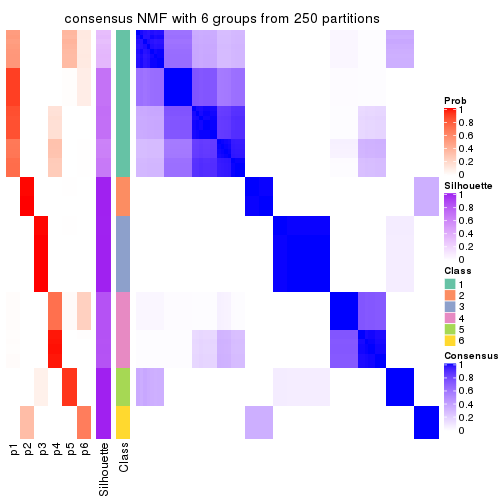 consensus NMF with 6 groups from 250 partitions
Prob
1
0.8
0.6
0.4
0.2
0
Silhouette
1
0.8
0.6
0.4
0.2
0
Class
1
2
3
4
5
6
Consensus
1
0.8
0.6
0.4
0.2
0
p1
p2
p3
p4
p5
p6
Silhouette
Class